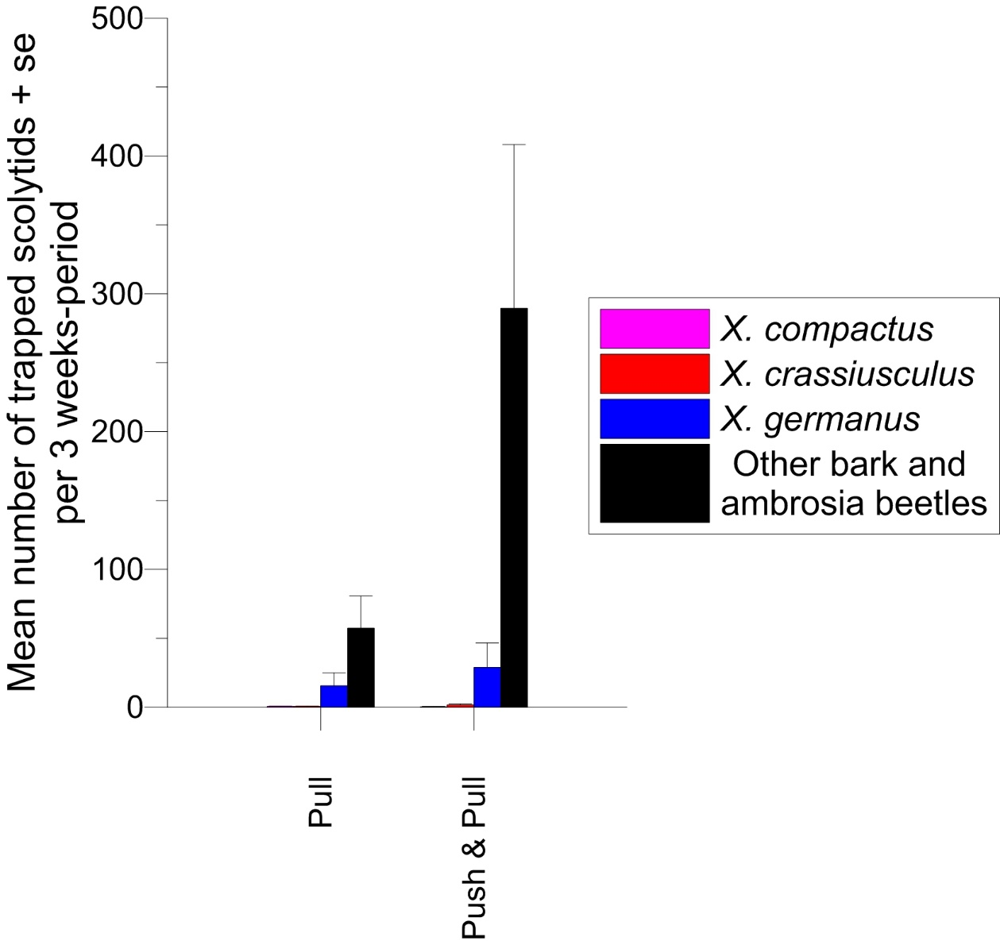 Mean number of trapped scolytids + se
per 3 weeks-period
500
400
300
200
100
0
Pull
Push & Pull
X. compactus
X. crassiusculus
X. germanus
Other bark and
ambrosia beetles